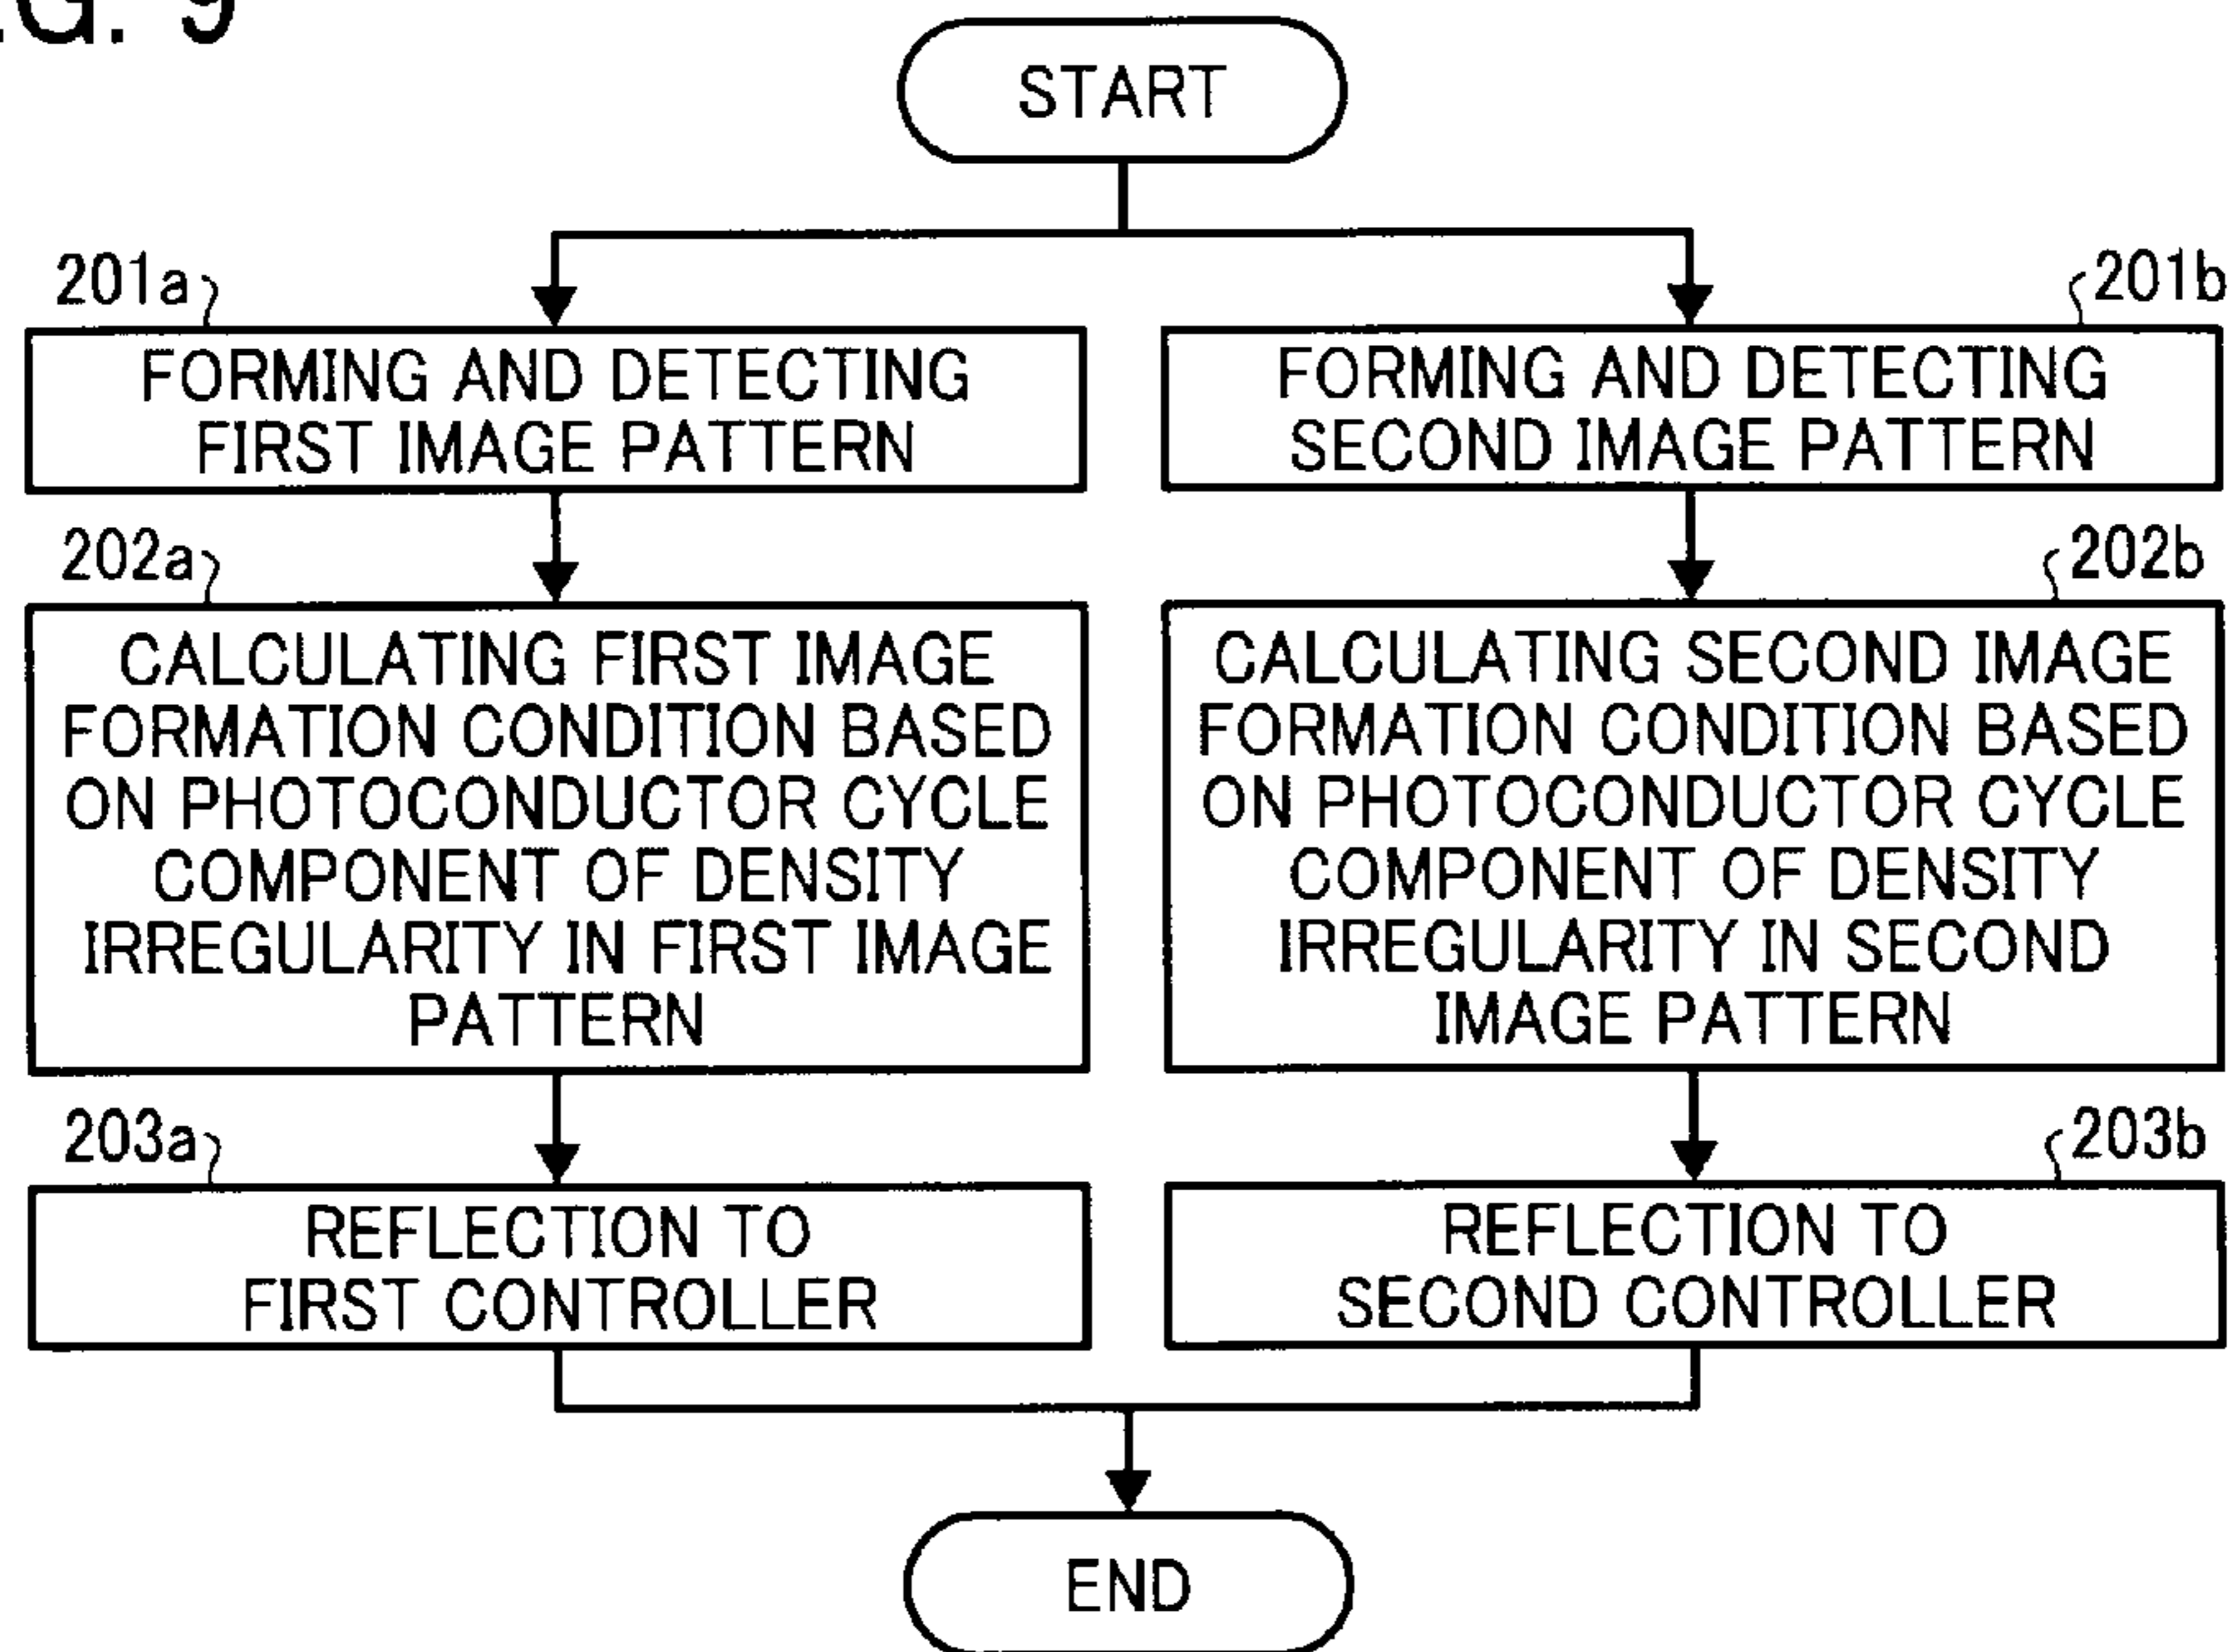 G. 9
START
201a
FORMING AND DETECTING
FIRST IMAGE PATTERN
202a
CALCULATING FIRST IMAGE
FORMATION CONDITION BASED
ON PHOTOCONDUCTOR CYCLE
COMPONENT OF DENSITY
IRREGULARITY IN FIRST IMAGE
PATTERN
203a
REFLECTION TO
FIRST CONTROLLER
201b
FORMING AND DETECTING
SECOND IMAGE PATTERN
202b
CALCULATING SECOND IMAGE
FORMATION CONDITION BASED
ON PHOTOCONDUCTOR CYCLE
COMPONENT OF DENSITY
IRREGULARITY IN SECOND
IMAGE PATTERN
203b
REFLECTION TO
SECOND CONTROLLER
END